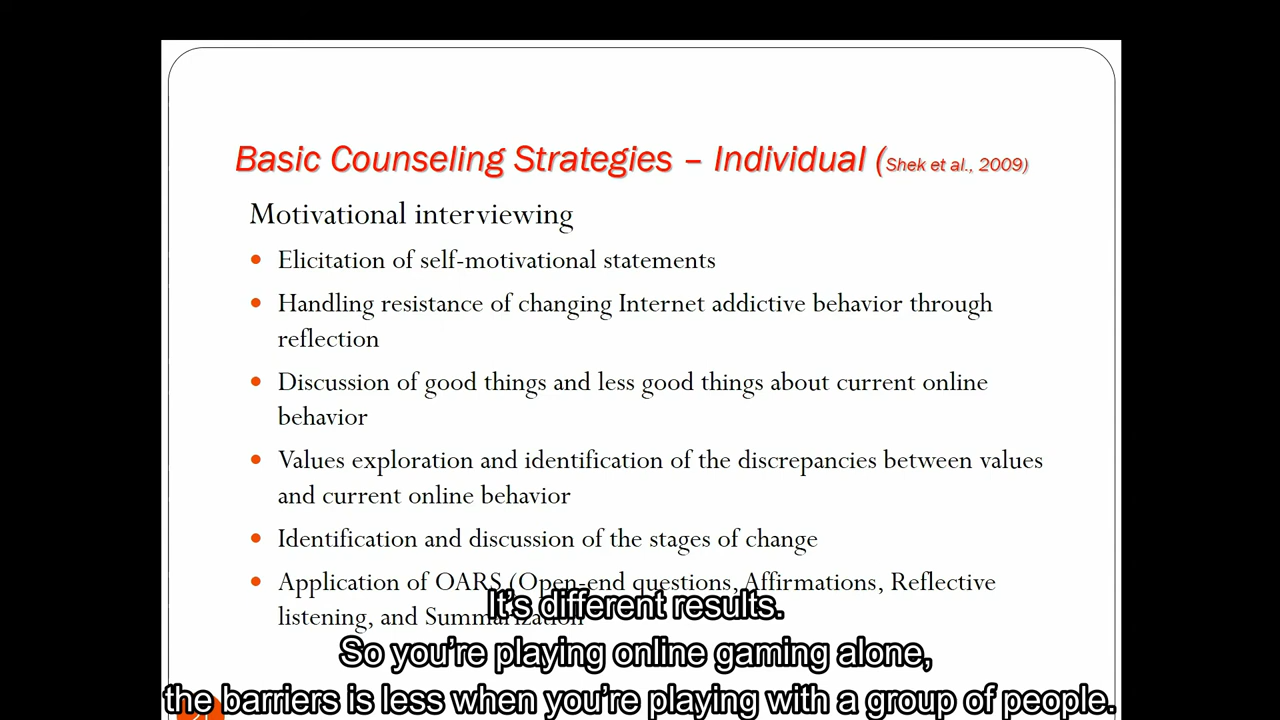 Basic Counseling Strategies – Individual (Shek et al., 2009)
Motivational interviewing
• Elicitation of self-motivational statements
• Handling resistance of changing Internet addictive behavior through
reflection
• Discussion of good things and less good things about current online
behavior
• Values exploration and identification of the discrepancies between values
and current online behavior
• Identification and discussion of the stages of change
• Application of OARS (Open-end questions, Affirmations, Reflective
listening, and Summarization
It's different results.
So you're playing online gaming alone,
the barriers is less when you're playing with a group of people.